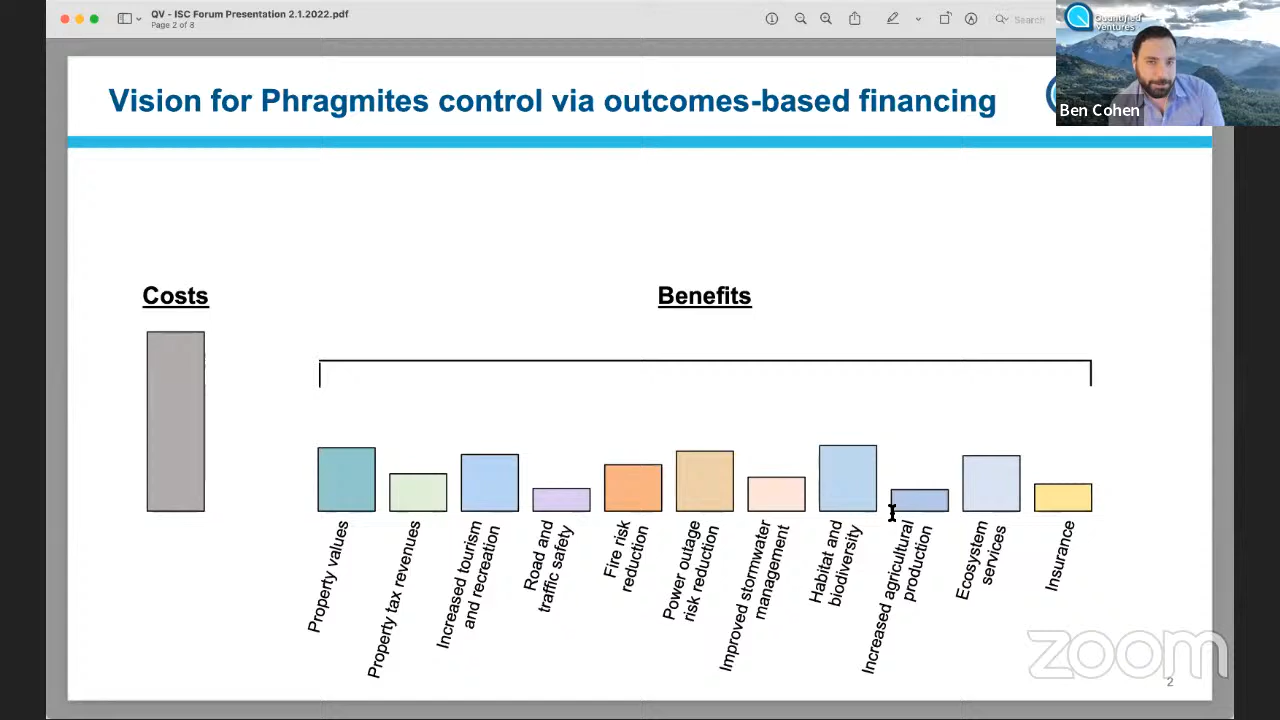 QV - ISC Forum Presentation 2.1.2022.pdf
Page 2 of 8
Search
Quantified
Ventures
Ben Cohen
Vision for Phragmites control via outcomes-based financing
Costs
Benefits
Property values
Property tax revenues
Increased tourism
and recreation
Road and
traffic safety
Fire risk
reduction
Power outage
risk reduction
Improved stormwater
management
Habitat and
biodiversity
Increased agricultural
production
Ecosystem
services
Insurance
zoom
2